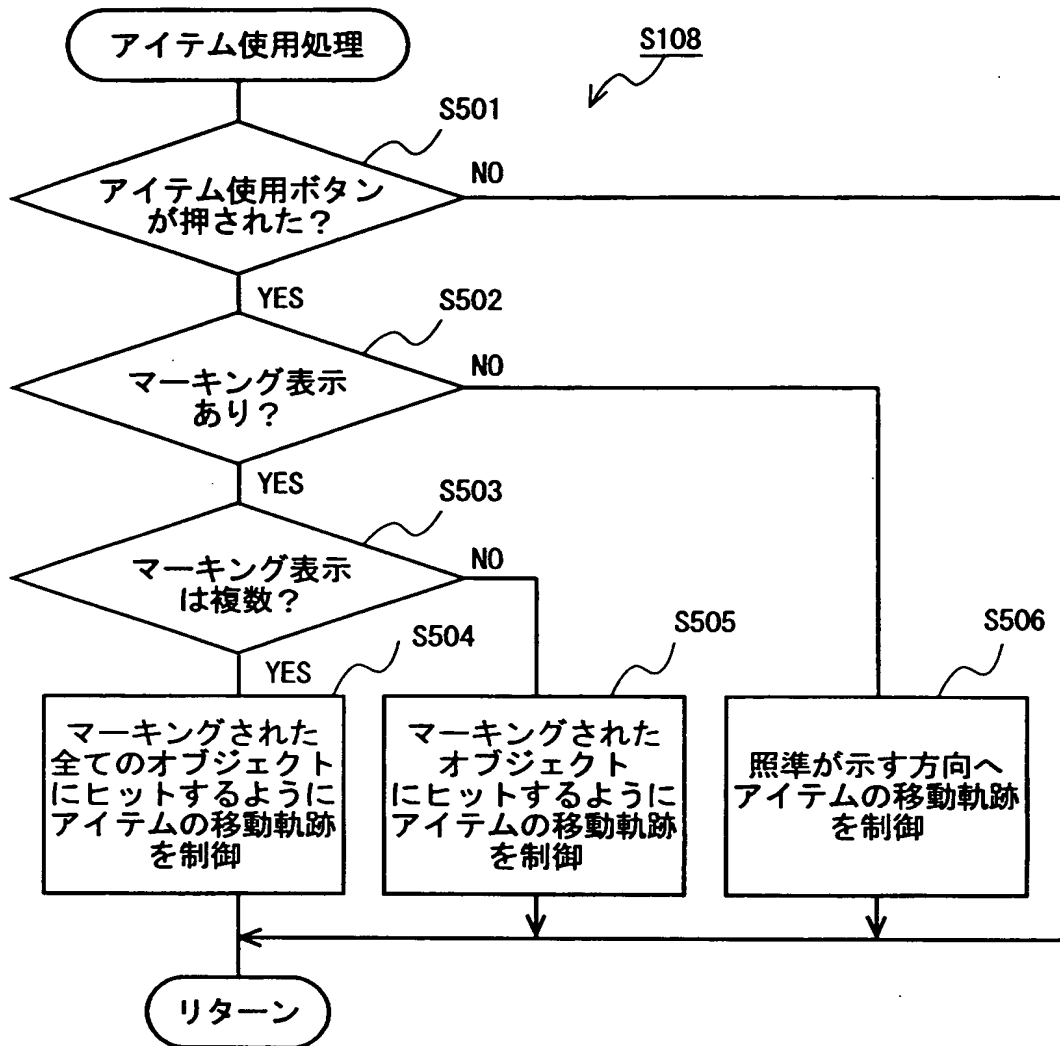 アイテム使用処理
S108
S501
アイテム使用ボタン
が押された?
NO
YES
S502
マーキング表示
あり?
NO
YES
S503
マーキング表示
は複数?
NO
YES
S504
マーキングされた
全てのオブジェクト
にヒットするように
アイテムの移動軌跡
を制御
S505
マーキングされた
オブジェクト
にヒットするように
アイテムの移動軌跡
を制御
S506
照準が示す方向へ
アイテムの移動軌跡
を制御
リターン